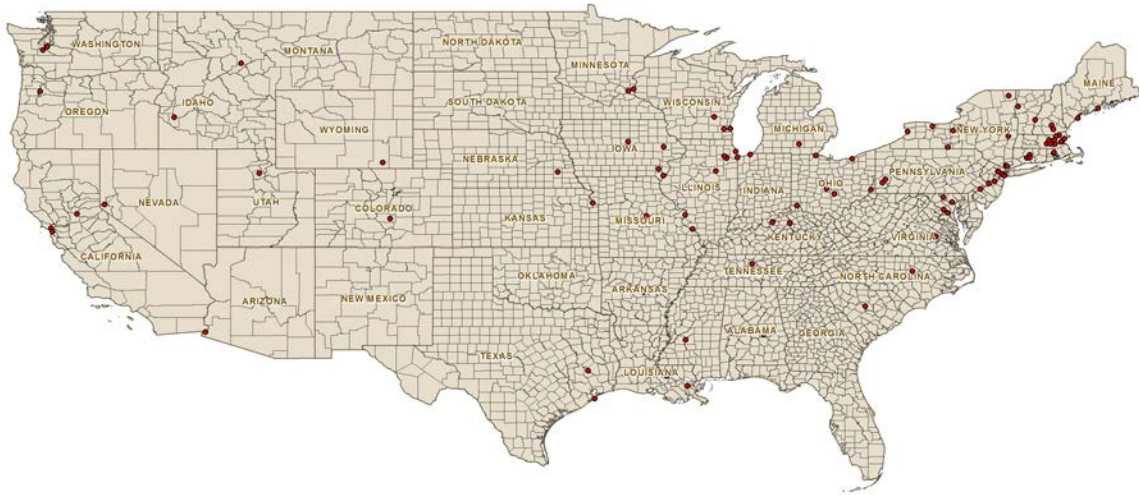 WASHINGTON
MONTANA
NORTH DAKOTA
MINNESOTA
MAINE
OREGON
IDAHO
SOUTH DAKOTA
WISCONSIN
MICHIGAN
NEW YORK
WYOMING
IOWA
NEBRASKA
PENNSYLVANIA
NEVADA
UTAH
COLORADO
ILLINOIS
INDIANA
OHIO
KANSAS
MISSOURI
KENTUCKY
VIRGINIA
CALIFORNIA
OKLAHOMA
TENNESSEE
NORTH CAROLINA
ARIZONA
NEW MEXICO
ARKANSAS
ALABAMA
GEORGIA
TEXAS
LOUISIANA